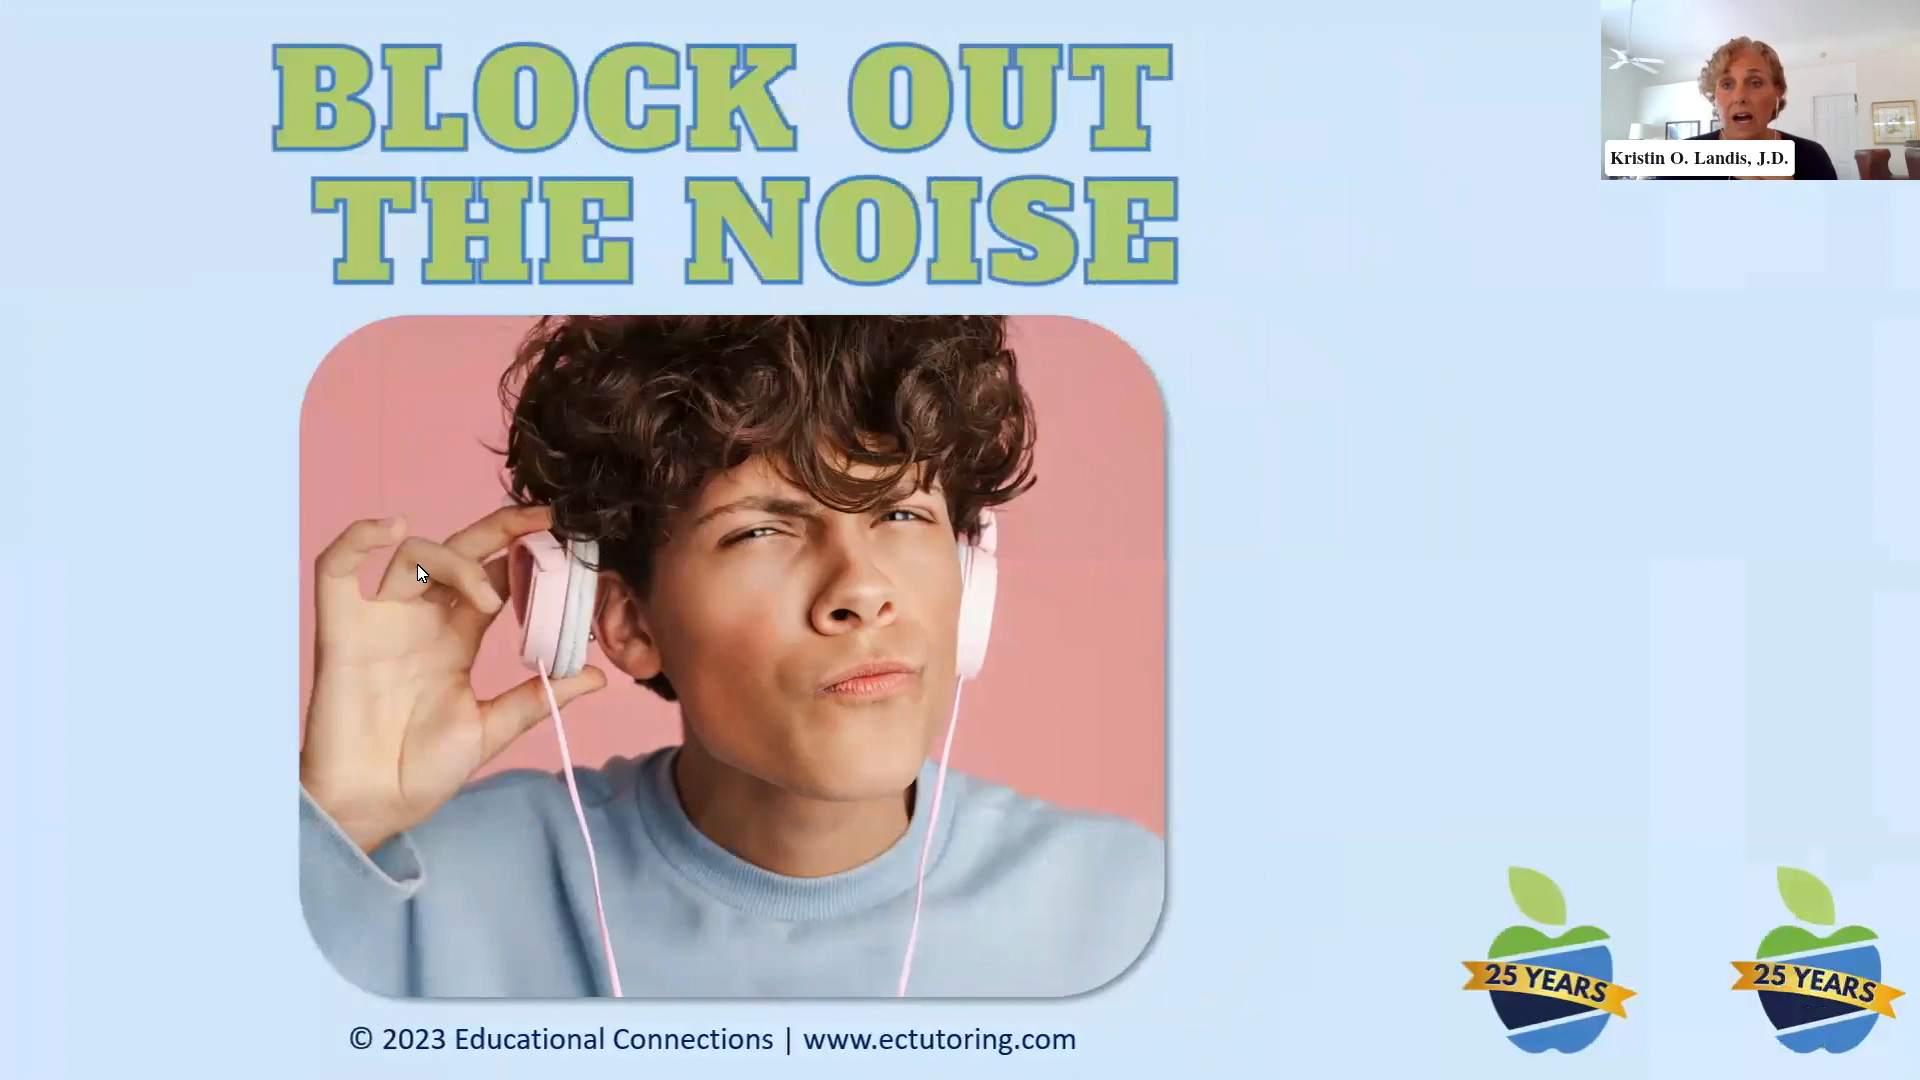 BLOCK OUT
THE NOISE
Kristin O. Landis, J.D.
25 YEARS
25 YEARS
© 2023 Educational Connections | www.ectutoring.com